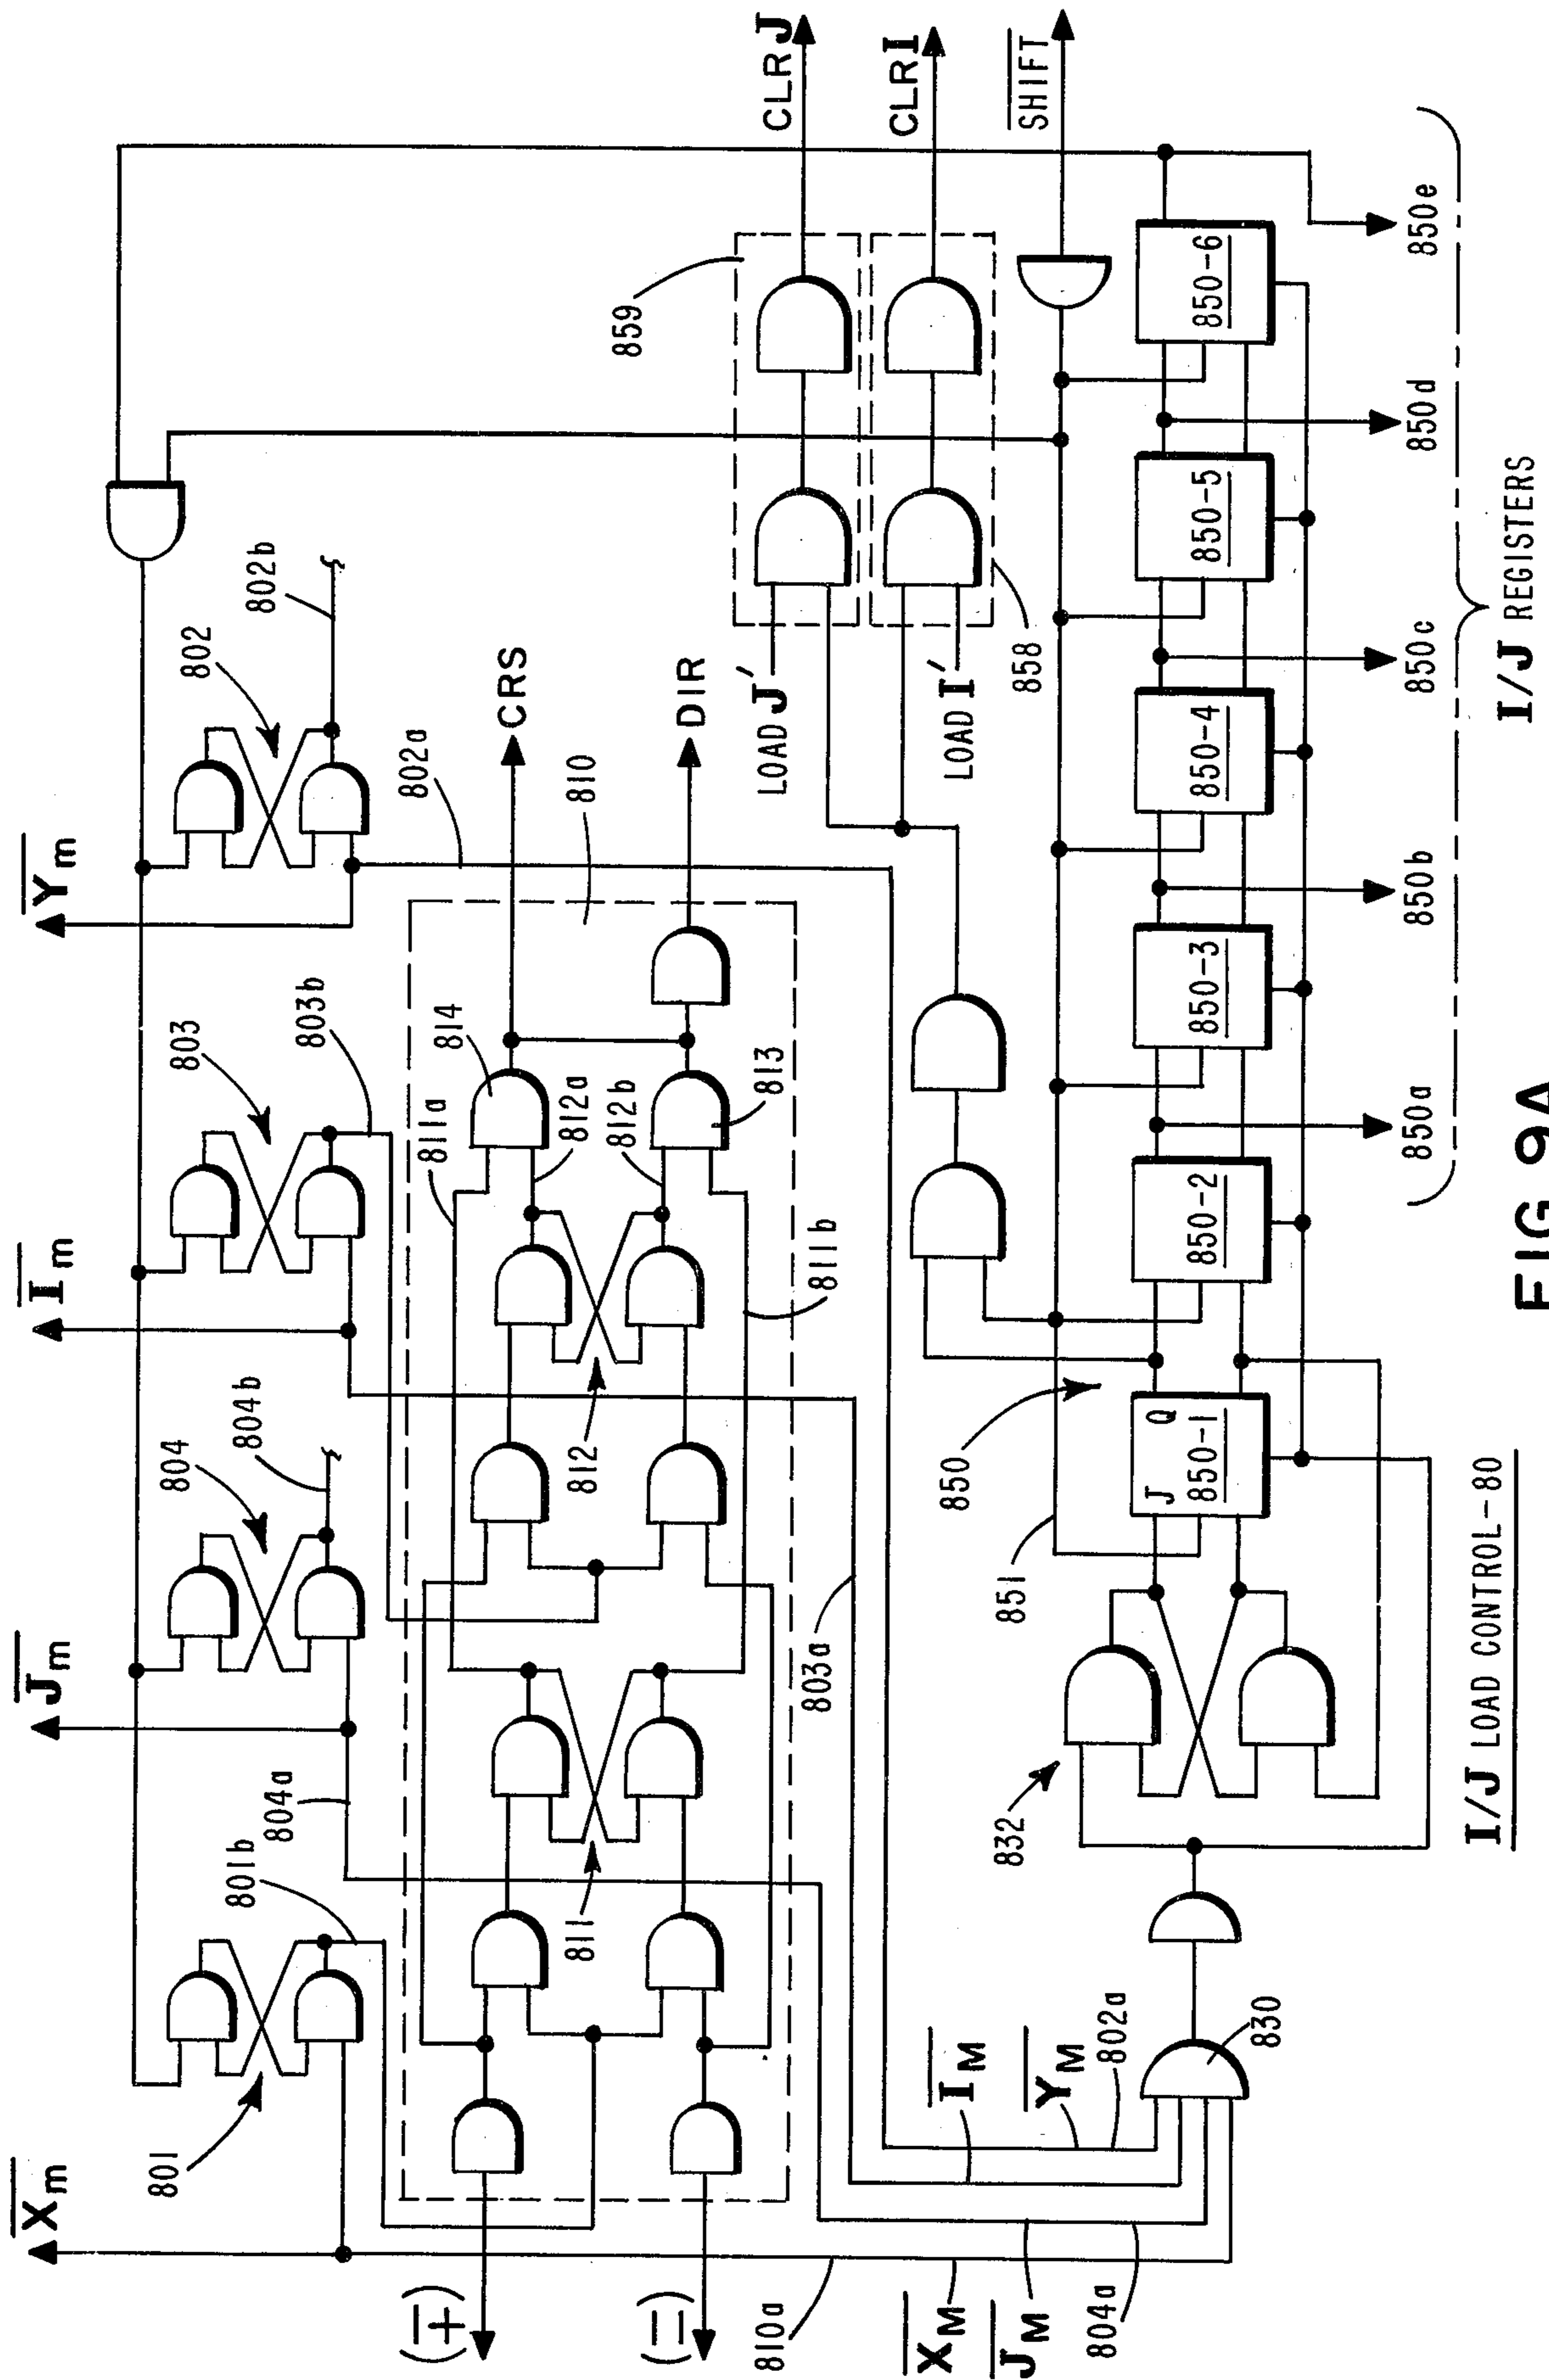 X̅m
J̅m
I̅m
Y̅m
801
801b
804a
804
804b
803
803b
802
802b
(+̅)
(=)
811
811a
811b
812
812a
812b
813
814
810
CRS
DIR
802a
803a
LOAD J′
LOAD I′
858
859
CLR J
CLR I
S̅H̅I̅F̅T̅
810a
X̅M
J̅M
804a
I̅M
Y̅M
802a
830
832
851
850
J Q
850-1
850-2
850-3
850-4
850-5
850-6
850a
850b
850c
850d
850e
I/J REGISTERS
I/J LOAD CONTROL-80
FIG 9A